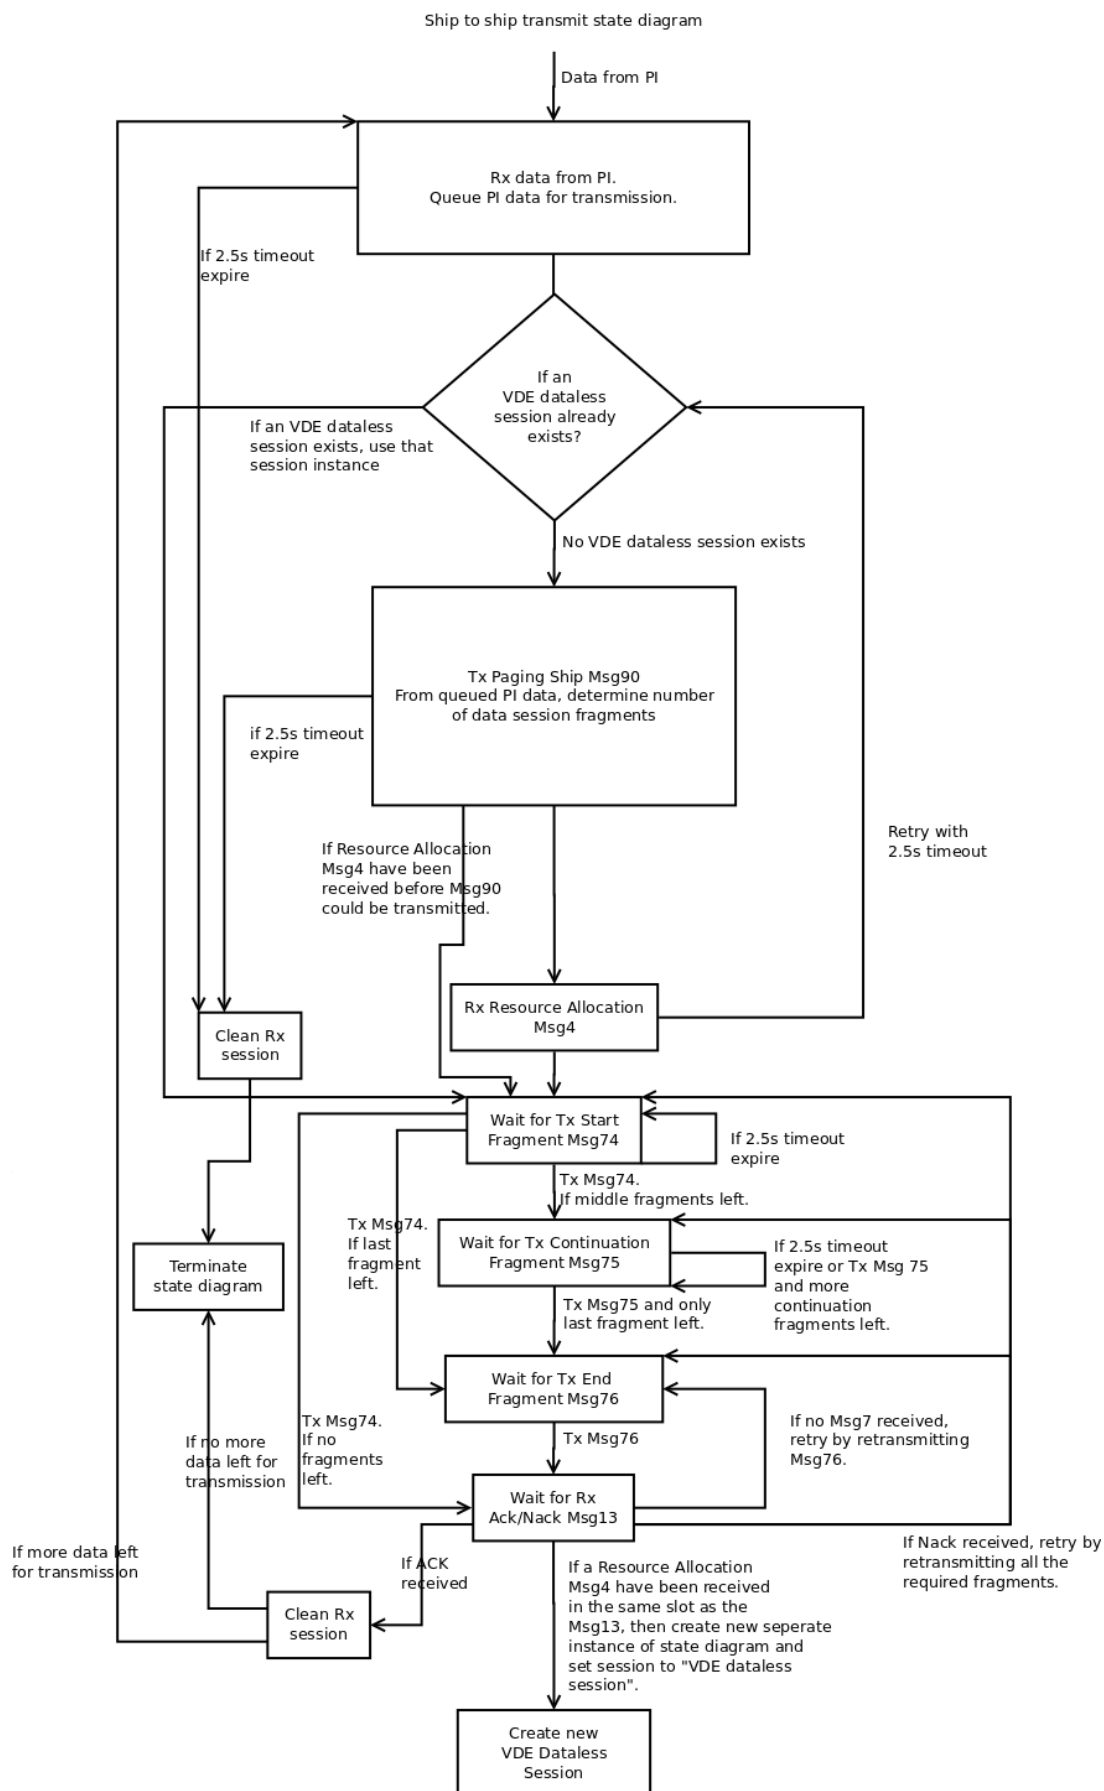 Ship to ship transmit state diagram
Data from PI
Rx data from PI.
Queue PI data for transmission.
If 2.5s timeout
expire
If an
VDE dataless
session already
exists?
If an VDE dataless
session exists, use that
session instance
No VDE dataless session exists
Tx Paging Ship Msg90
From queued PI data, determine number
of data session fragments
if 2.5s timeout
expire
Retry with
2.5s timeout
If Resource Allocation
Msg4 have been
received before Msg90
could be transmitted.
Rx Resource Allocation
Msg4
Clean Rx
session
Wait for Tx Start
Fragment Msg74
If 2.5s timeout
expire
Tx Msg74.
If middle fragments left.
Tx Msg74.
If last
fragment
left.
Wait for Tx Continuation
Fragment Msg75
If 2.5s timeout
expire or Tx Msg 75
and more
continuation
fragments left.
Terminate
state diagram
Tx Msg75 and only
last fragment left.
Wait for Tx End
Fragment Msg76
Tx Msg74.
If no
fragments
left.
Tx Msg76
If no Msg7 received,
retry by retransmitting
Msg76.
If no more
data left for
transmission
Wait for Rx
Ack/Nack Msg13
If Nack received, retry by
retransmitting all the
required fragments.
If more data left
for transmission
If ACK
received
If a Resource Allocation
Msg4 have been received
in the same slot as the
Msg13, then create new seperate
instance of state diagram and
set session to "VDE dataless
session".
Clean Rx
session
Create new
VDE Dataless
Session